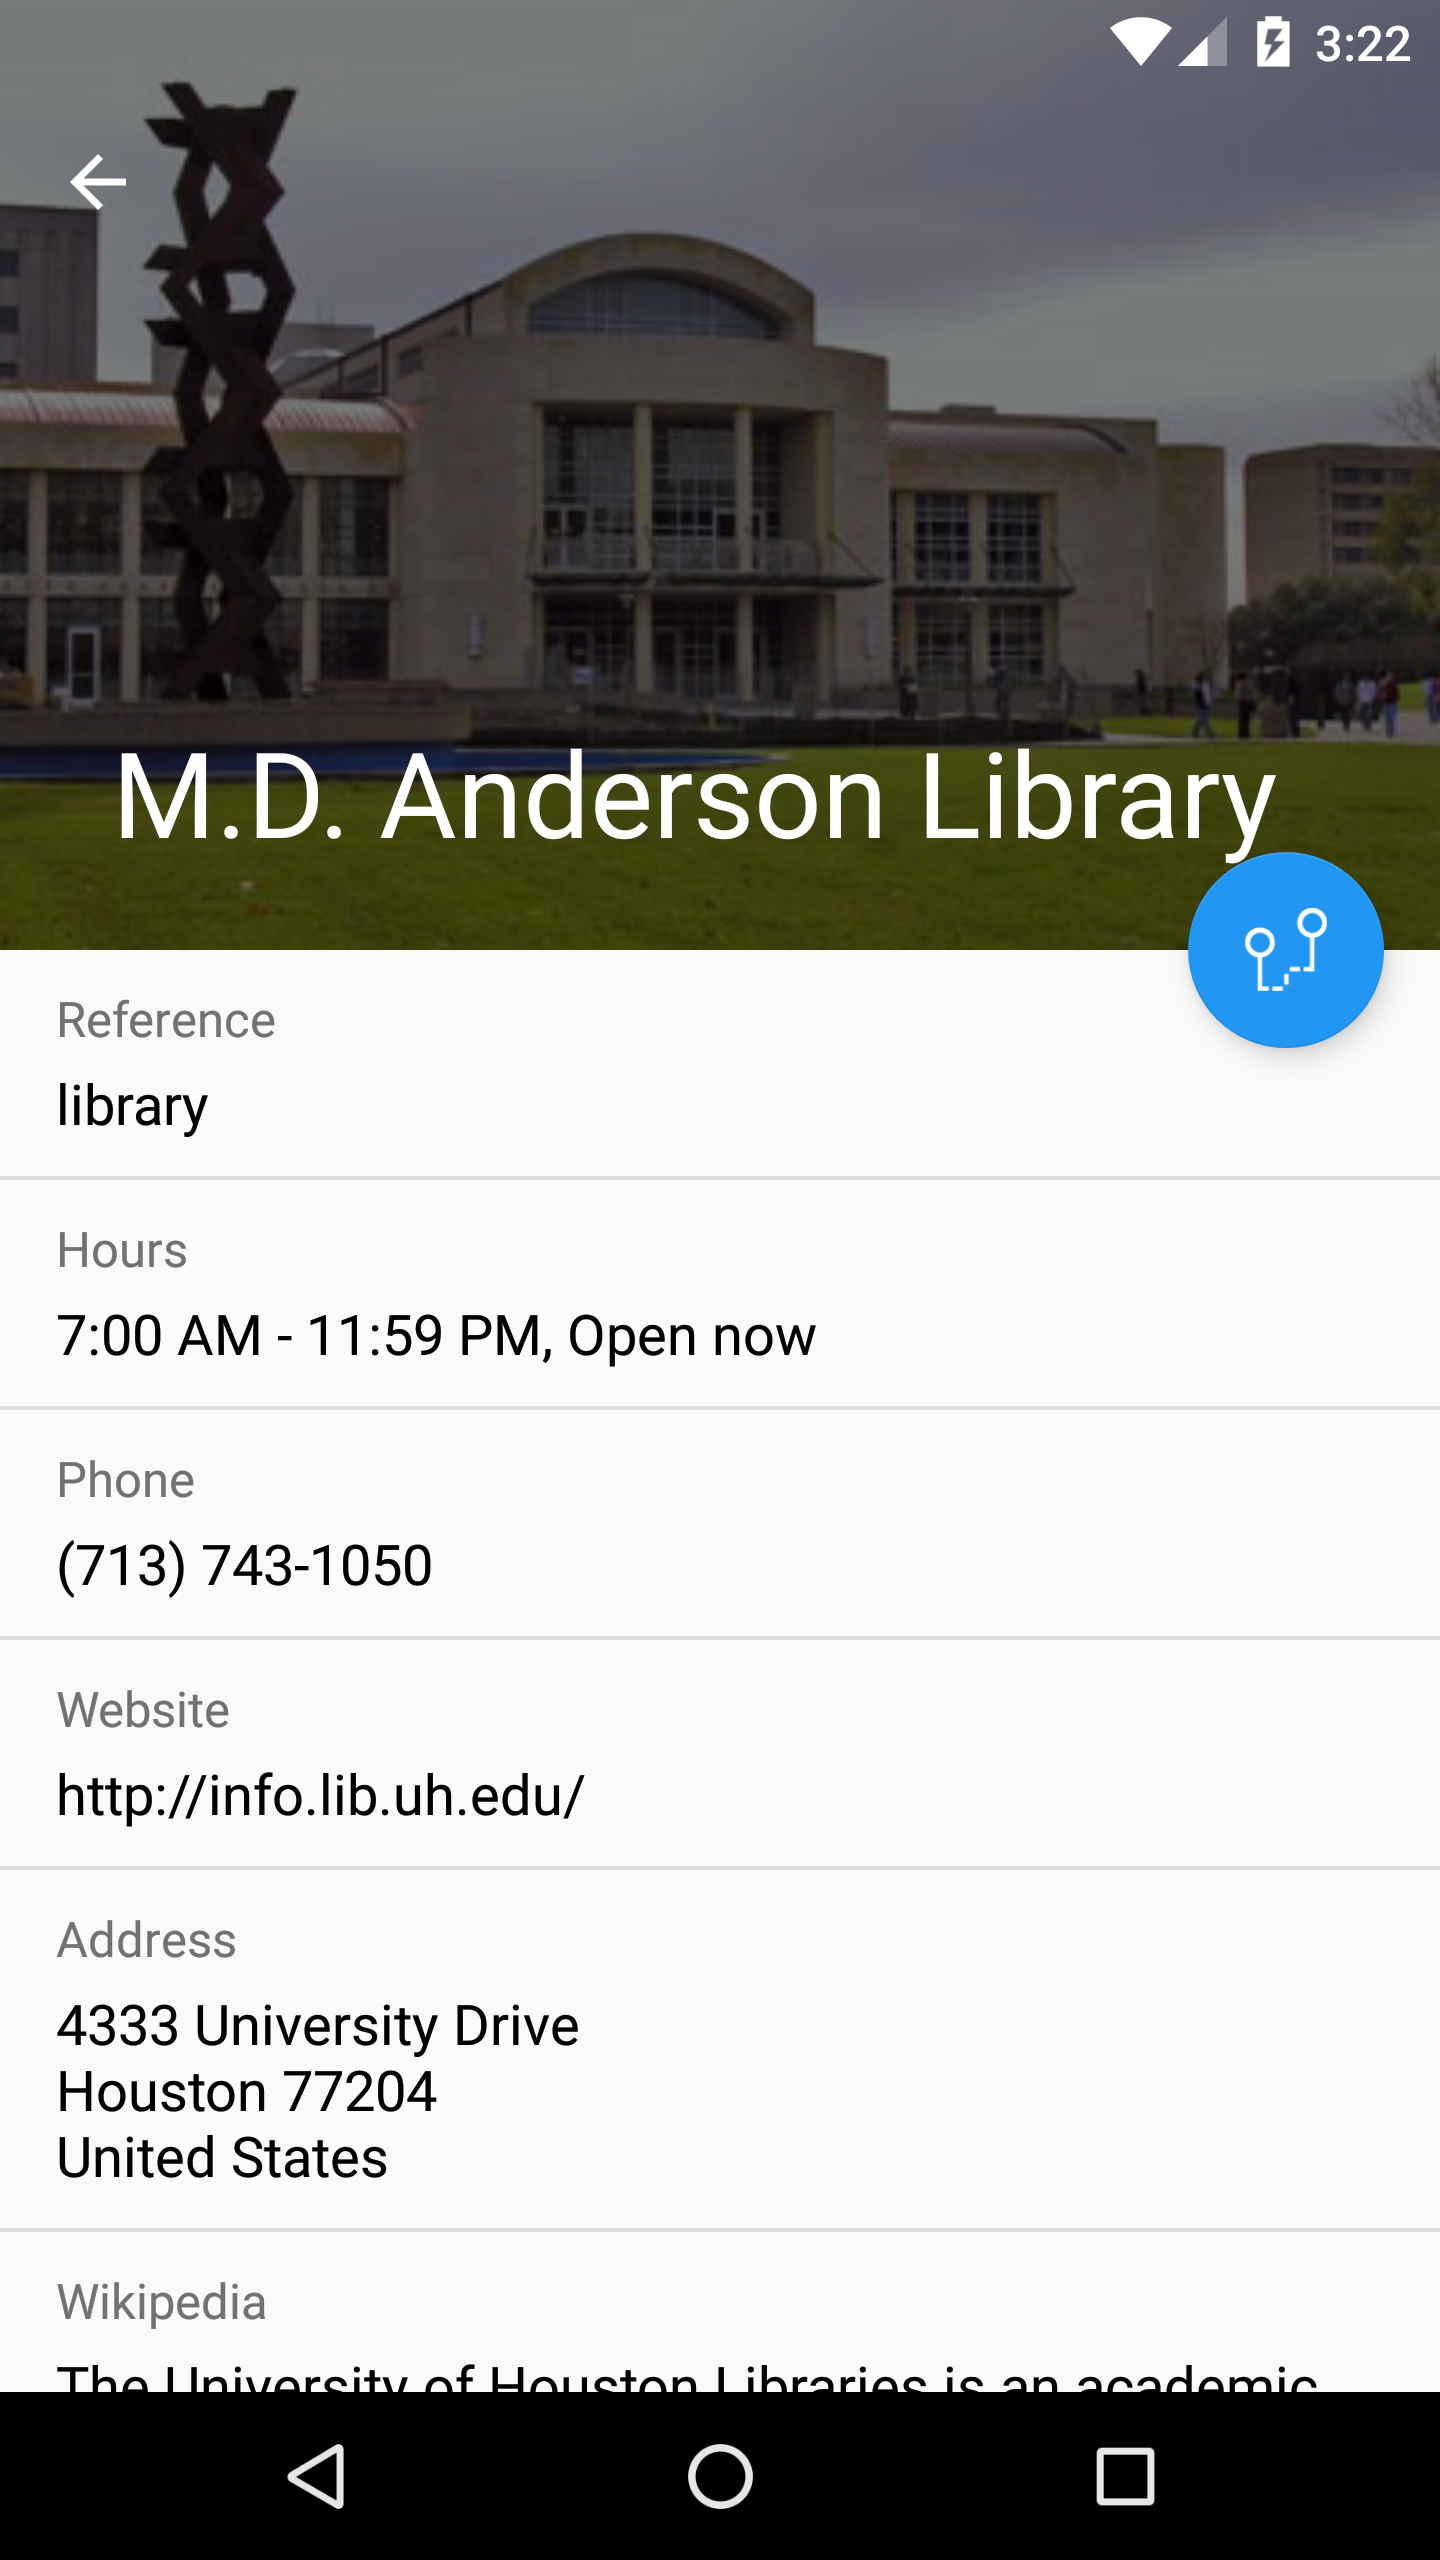 3:22
M.D. Anderson Library
Reference
library
Hours
7:00 AM - 11:59 PM, Open now
Phone
(713) 743-1050
Website
http://info.lib.uh.edu/
Address
4333 University Drive
Houston 77204
United States
Wikipedia
The University of Houston Libraries is an academic